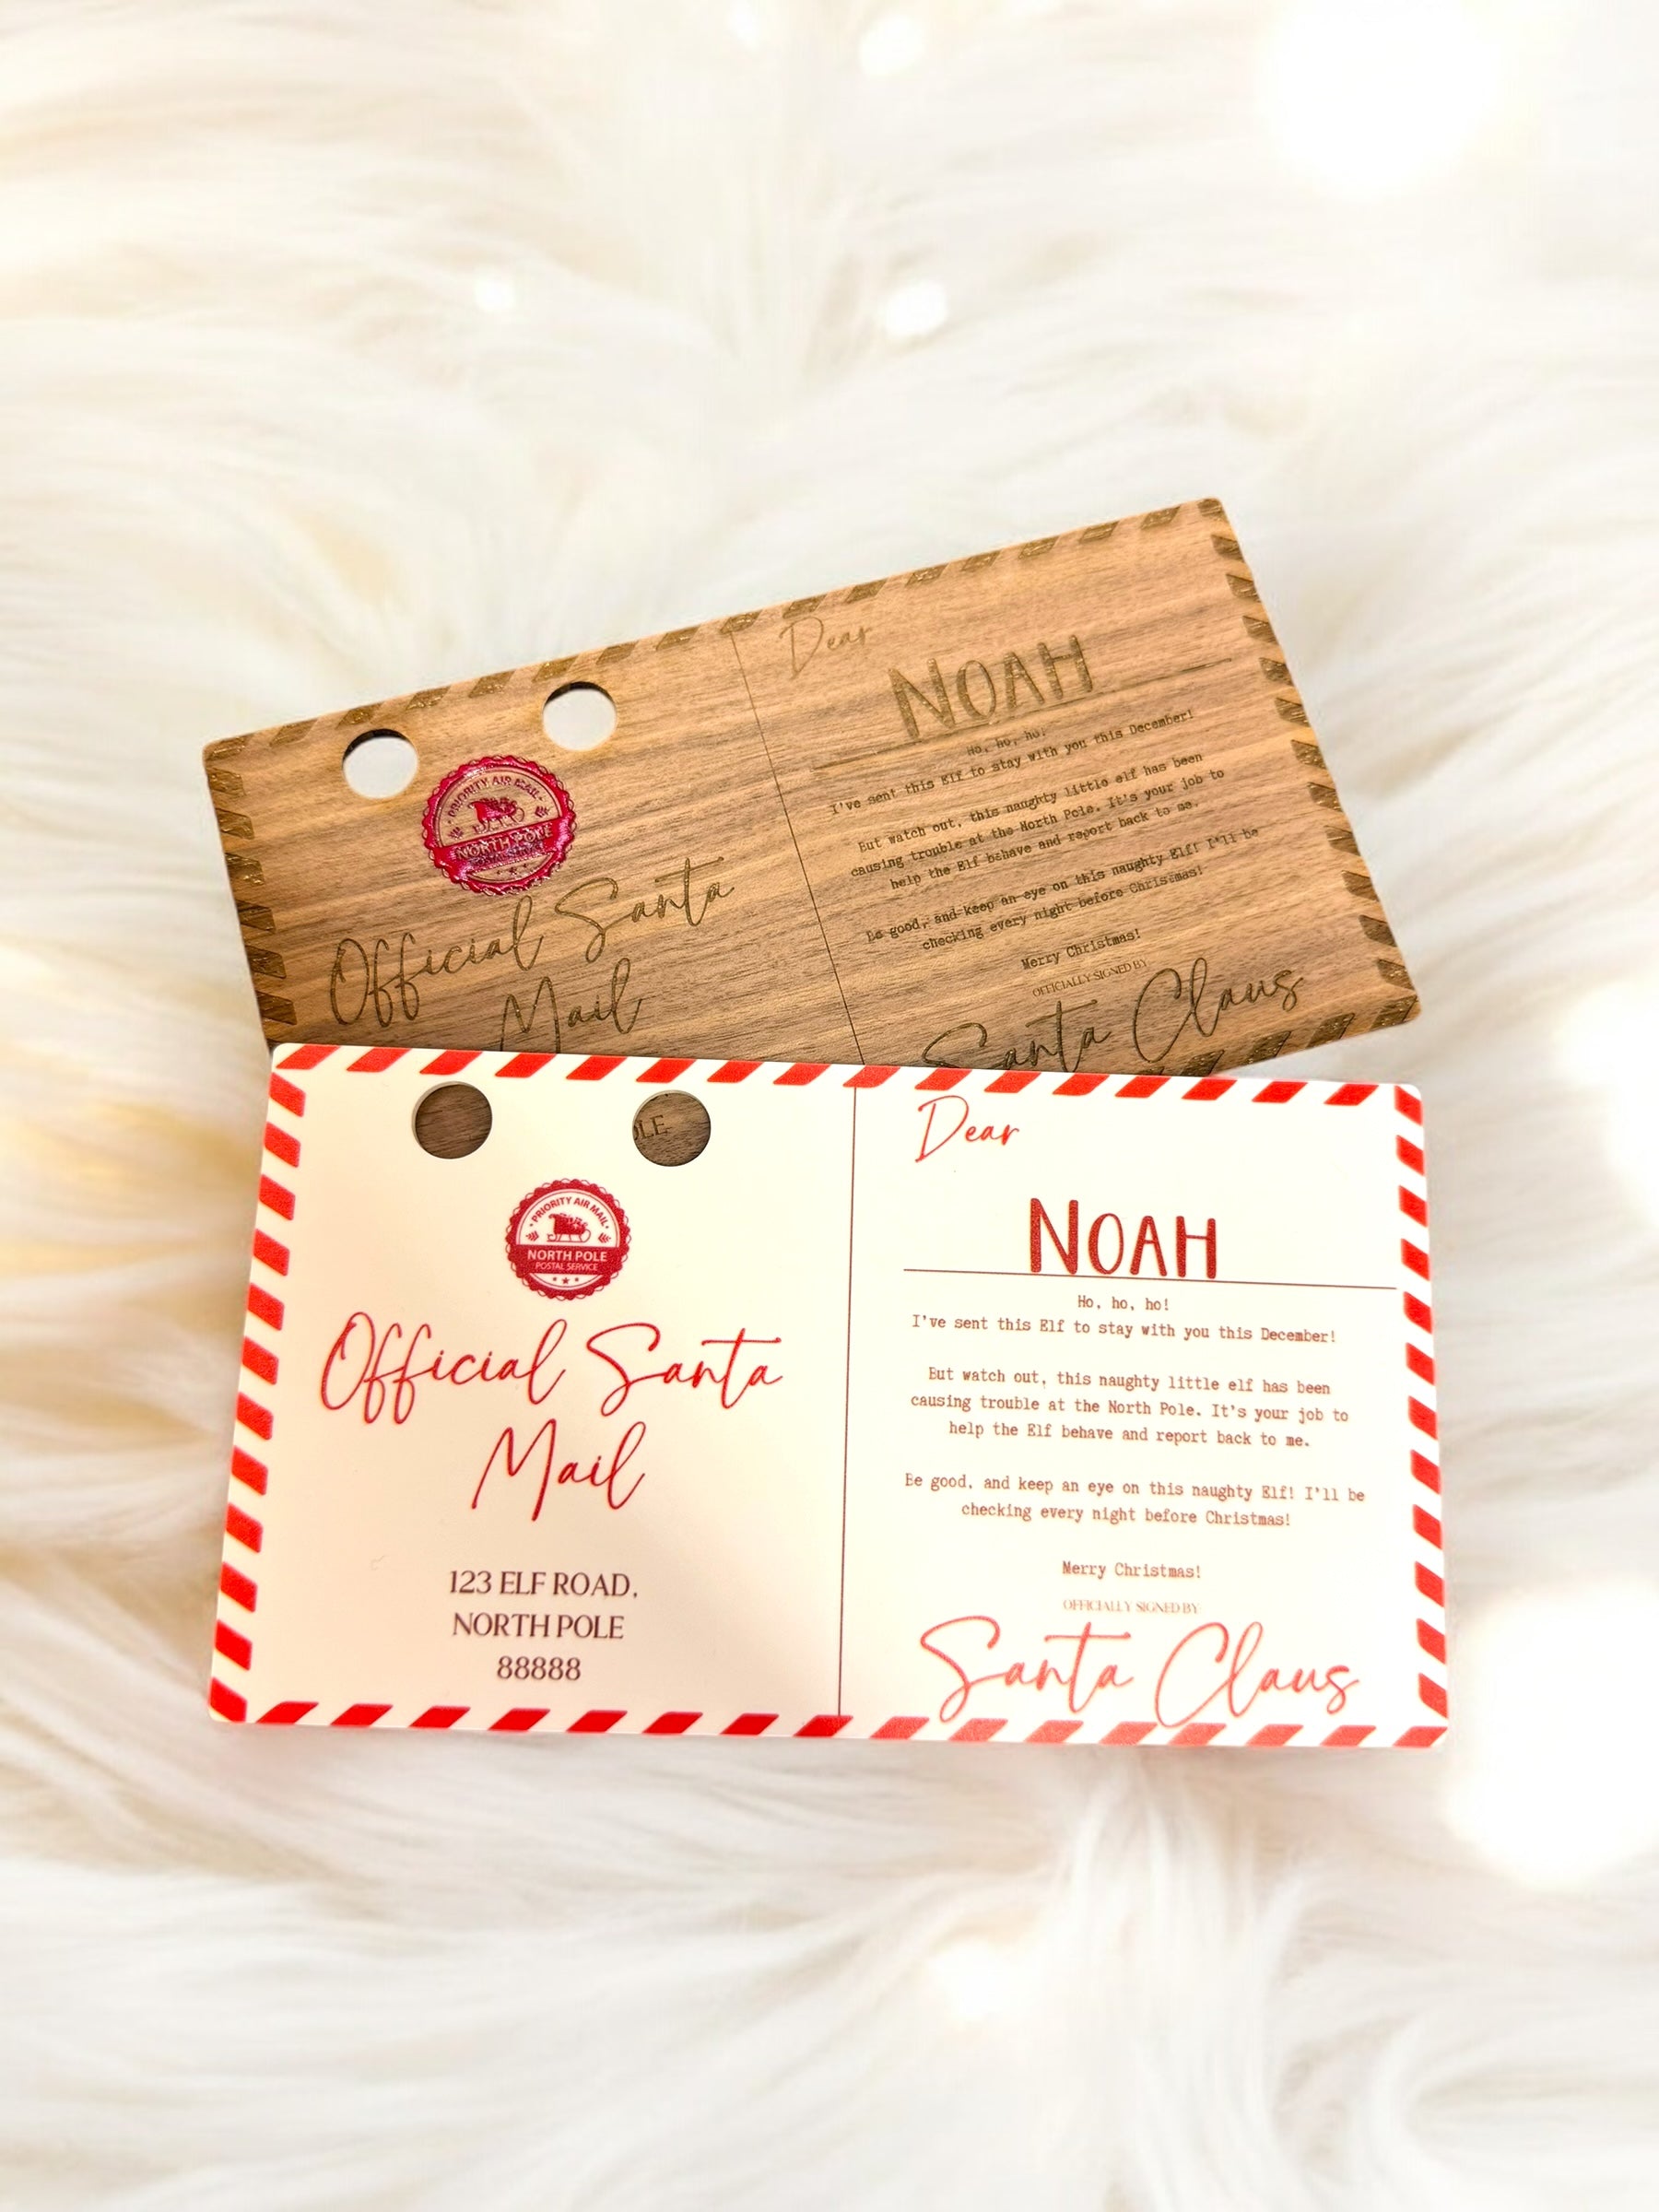 PRIORITY AIR MAIL
NORTH POLE
Official Santa
Mail
Dear
NOAH
Ho, ho, ho!
I've sent this Elf to stay with you this December!
But watch out, this naughty little elf has been
causing trouble at the North Pole. It's your job to
help the Elf behave and report back to me.
Be good, and keep an eye on this naughty Elf! I'll be
checking every night before Christmas!
Merry Christmas!
OFFICIALLY SIGNED BY
Santa Claus
OLE,
PRIORITY AIR MAIL
NORTH POLE
POSTAL SERVICE
Official Santa
Mail
123 ELF ROAD,
NORTH POLE
88888
Dear
NOAH
Ho, ho, ho!
I've sent this Elf to stay with you this December!
But watch out, this naughty little elf has been
causing trouble at the North Pole. It's your job to
help the Elf behave and report back to me.
Be good, and keep an eye on this naughty Elf! I'll be
checking every night before Christmas!
Merry Christmas!
OFFICIALLY SIGNED BY
Santa Claus